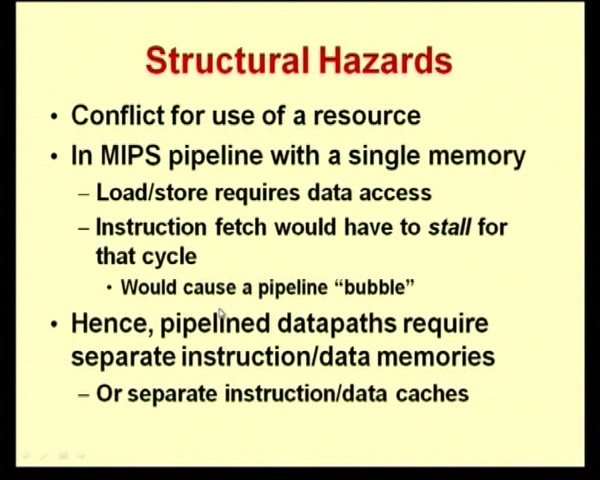 Structural Hazards
• Conflict for use of a resource
• In MIPS pipeline with a single memory
– Load/store requires data access
– Instruction fetch would have to stall for
that cycle
• Would cause a pipeline “bubble”
• Hence, pipelined datapaths require
separate instruction/data memories
– Or separate instruction/data caches